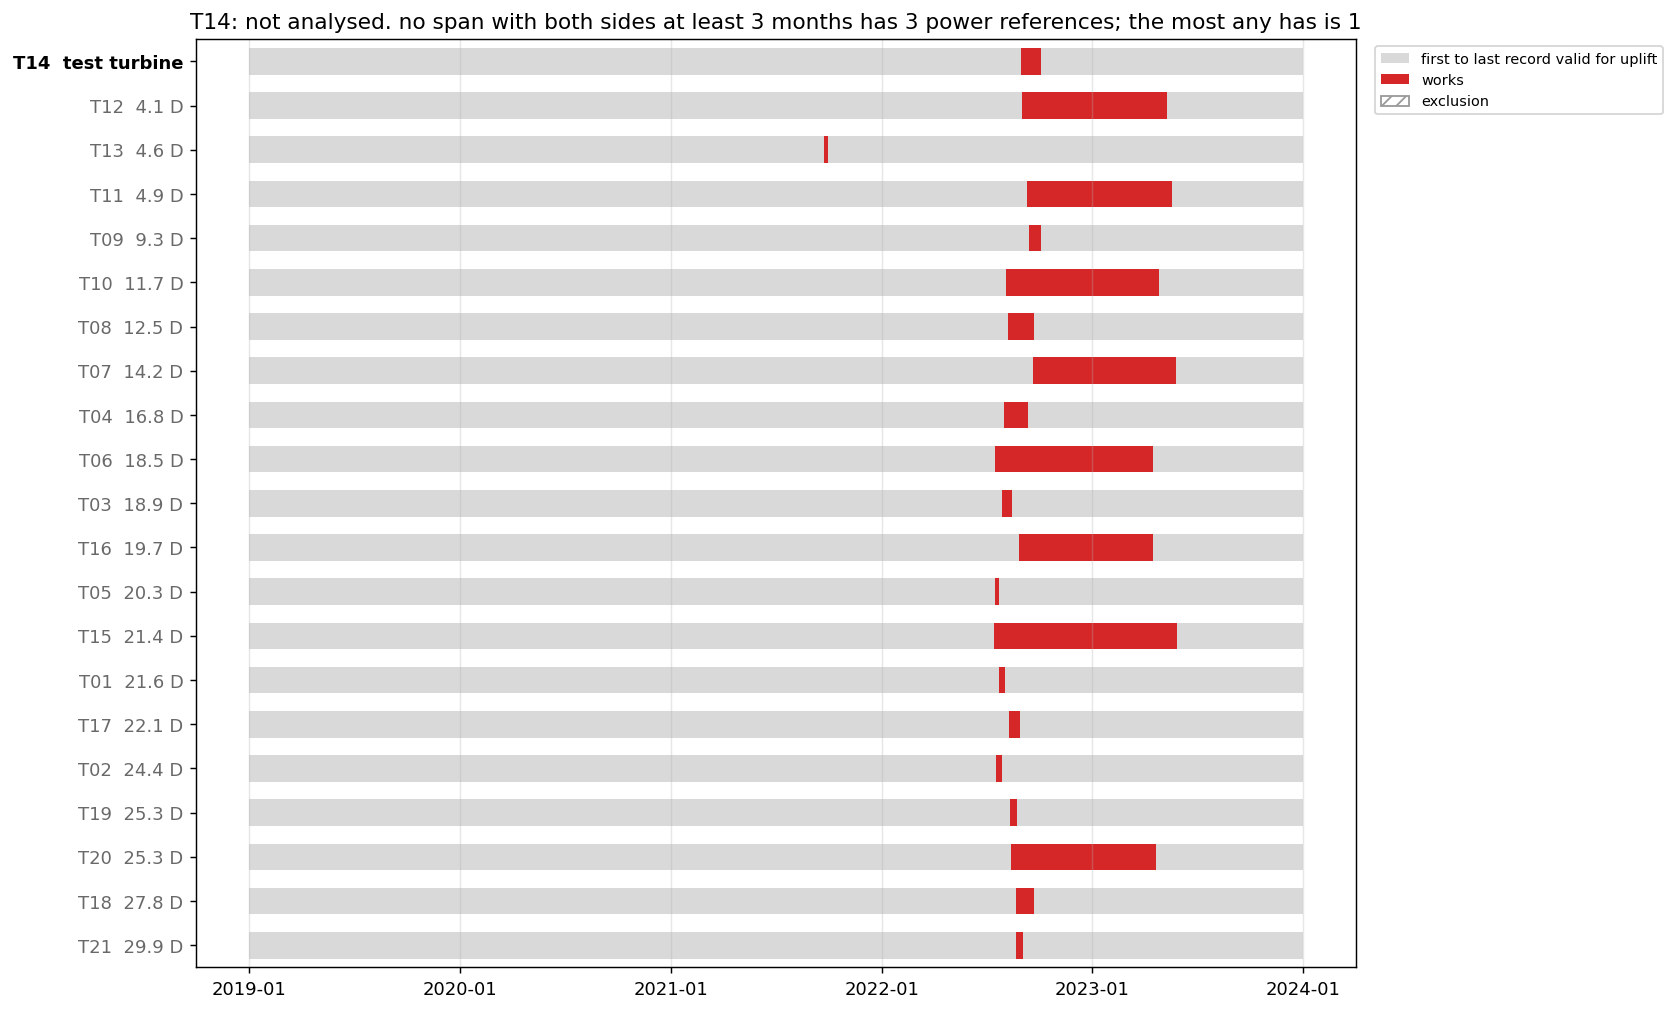 T14: not analysed. no span with both sides at least 3 months has 3 power references; the most any has is 1
T14  test turbine
T12  4.1 D
T13  4.6 D
T11  4.9 D
T09  9.3 D
T10  11.7 D
T08  12.5 D
T07  14.2 D
T04  16.8 D
T06  18.5 D
T03  18.9 D
T16  19.7 D
T05  20.3 D
T15  21.4 D
T01  21.6 D
T17  22.1 D
T02  24.4 D
T19  25.3 D
T20  25.3 D
T18  27.8 D
T21  29.9 D
2019-01
2020-01
2021-01
2022-01
2023-01
2024-01
first to last record valid for uplift
works
exclusion